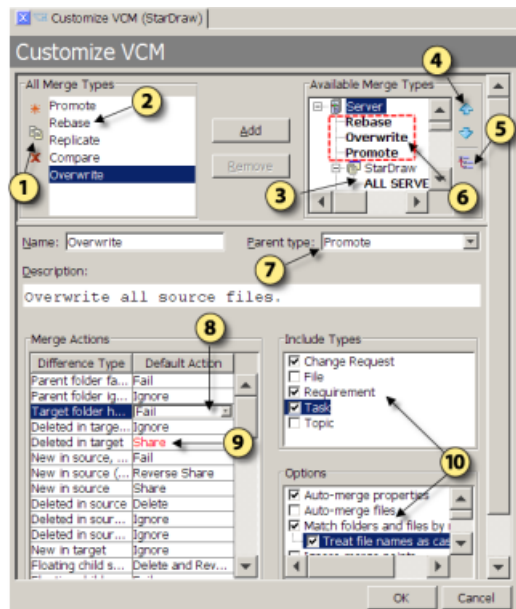 Customize VCM (StarDraw)
Customize VCM
All Merge Types
Available Merge Types
Promote
Rebase
Replicate
Compare
Overwrite
Add
Remove
Server
Rebase
Overwrite
Promote
StarDraw
ALL SERVE
1
2
3
4
5
6
Name: Overwrite
Parent type: Promote
7
Description:
Overwrite all source files.
8
Merge Actions
Difference Type Default Action
Parent folder fa... Fail
Parent folder ig... Ignore
Target folder h... Fail
Deleted in targe... Ignore
Deleted in target Share
New in source, ... Fail
New in source (... Reverse Share
New in source Share
Deleted in source Delete
Deleted in sour... Ignore
Deleted in sour... Ignore
New in target Ignore
Floating child s... Delete and Rev...
9
Include Types
Change Request
File
Requirement
Task
Topic
10
Options
Auto-merge properties
Auto-merge files
Match folders and files by
Treat file names as cas
OK Cancel